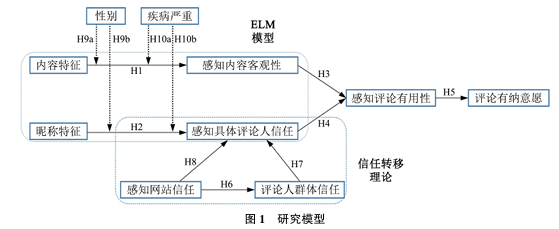 性别
疾病严重
ELM
模型
H9a
H9b
H10a
H10b
内容特征
H1
感知内容客观性
H3
感知评论有用性
H5
评论有纳意愿
昵称特征
H2
感知具体评论人信任
H4
H8
H7
信任转移
理论
感知网站信任
H6
评论人群体信任
图 1 研究模型